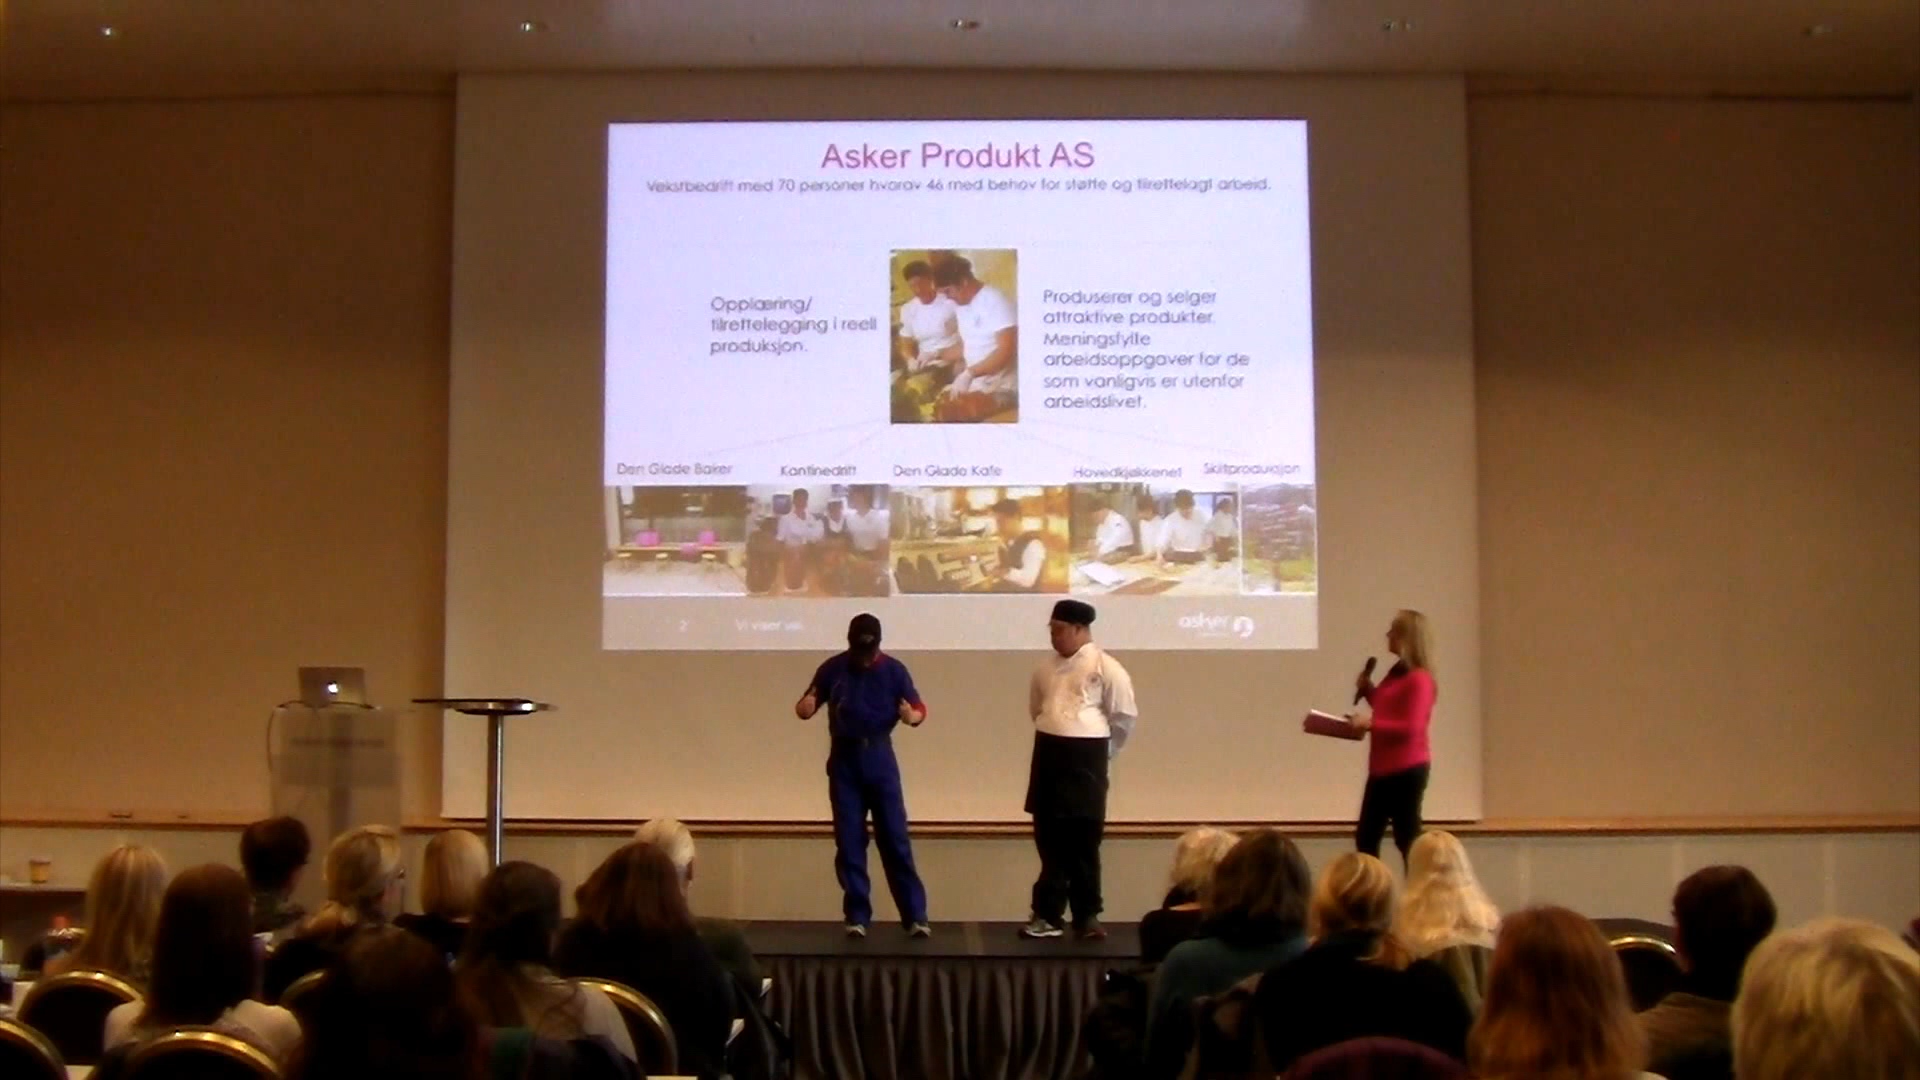 Asker Produkt AS
Vekstbedrift med 70 personer hvorav 46 med behov for støtte og tilrettelagt arbeid.
Opplæring/
tilrettelegging i reell
produksjon.
Produserer og selger
attraktive produkter.
Meningsfylte
arbeidsoppgaver for de
som vanligvis er utenfor
arbeidslivet.
Den Glade Baker
Kantinedrift
Den Glade Kafe
Hovedkjøkkenet
Skiltproduksjon
2
Vi viser vei
asker